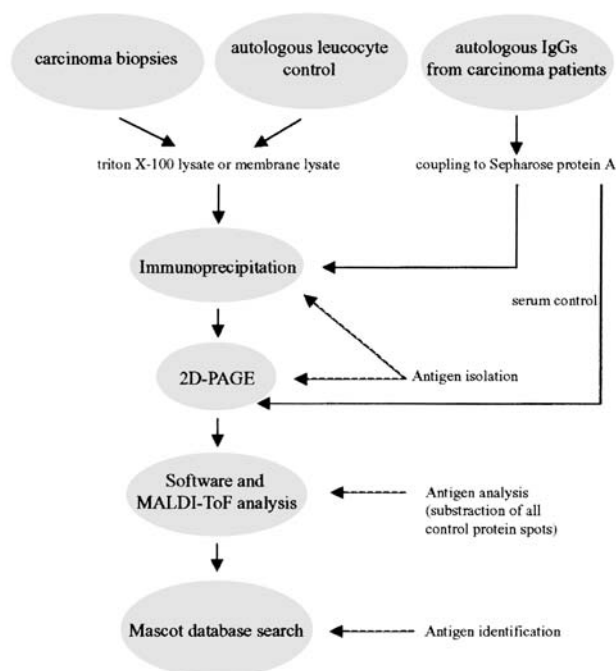 carcinoma biopsies
autologous leucocyte
control
autologous IgGs
from carcinoma patients
triton X-100 lysate or membrane lysate
coupling to Sepharose protein A
Immunoprecipitation
serum control
2D-PAGE
Antigen isolation
Software and
MALDI-ToF analysis
Antigen analysis
(substraction of all
control protein spots)
Mascot database search
Antigen identification